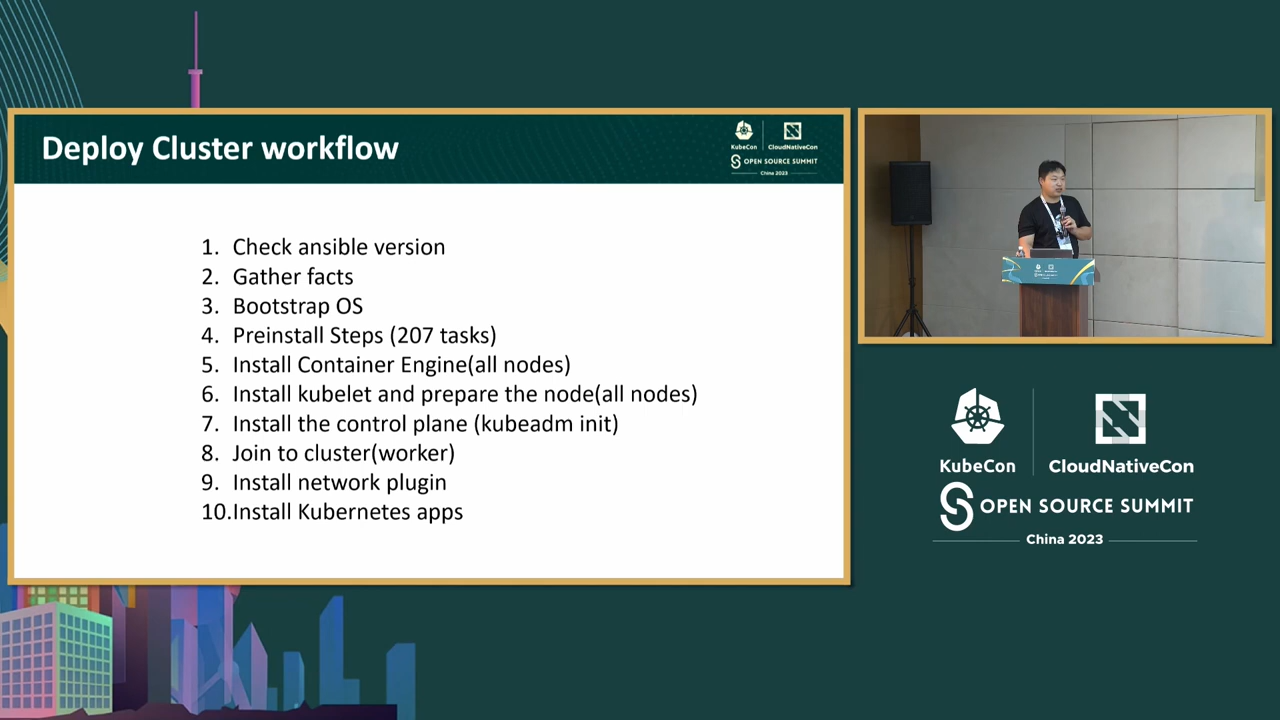 Deploy Cluster workflow
KubeCon
CloudNativeCon
OPEN SOURCE SUMMIT
China 2023
1. Check ansible version
2. Gather facts
3. Bootstrap OS
4. Preinstall Steps (207 tasks)
5. Install Container Engine(all nodes)
6. Install kubelet and prepare the node(all nodes)
7. Install the control plane (kubeadm init)
8. Join to cluster(worker)
9. Install network plugin
10.Install Kubernetes apps
KubeCon
CloudNativeCon
OPEN SOURCE SUMMIT
China 2023